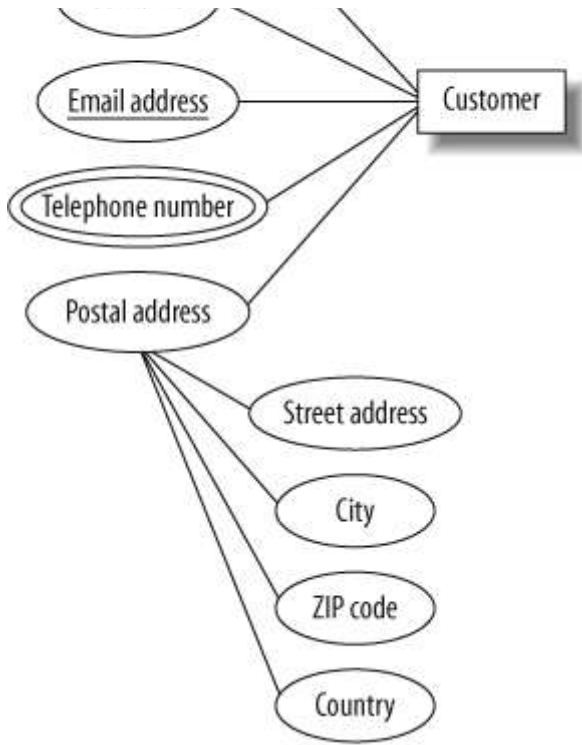 Email address
Customer
Telephone number
Postal address
Street address
City
ZIP code
Country